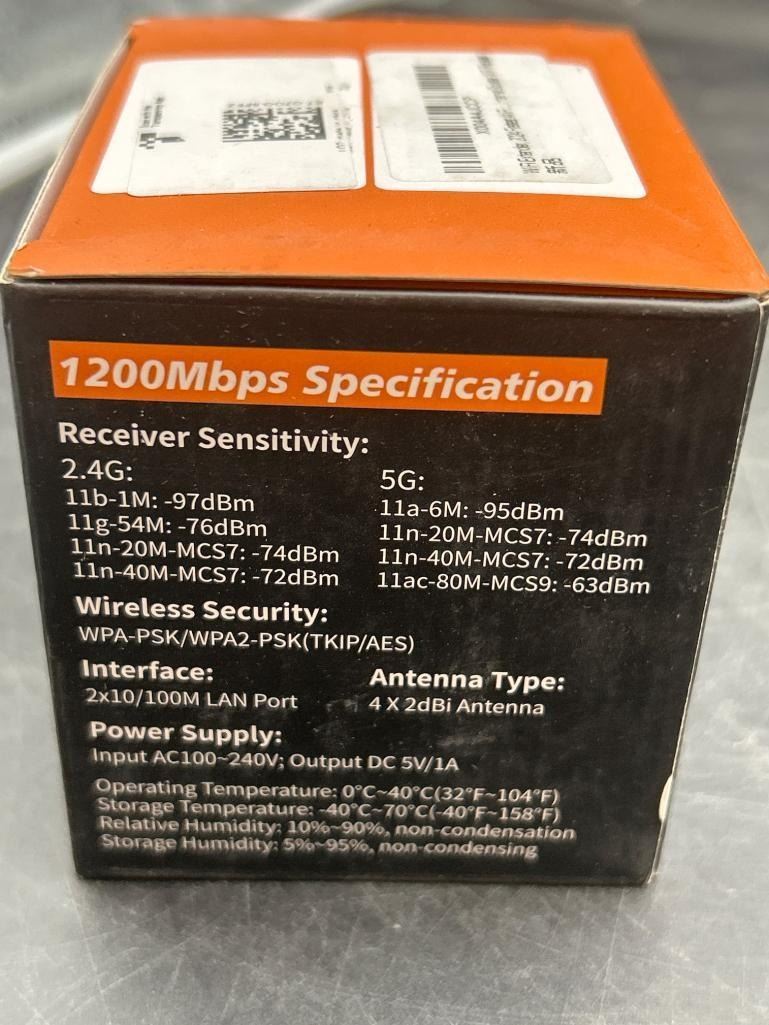 新品
1200Mbps Specification
Receiver Sensitivity:
2.4G:
11b-1M: -97dBm
11g-54M: -76dBm
11n-20M-MCS7: -74dBm
11n-40M-MCS7: -72dBm
5G:
11a-6M: -95dBm
11n-20M-MCS7: -74dBm
11n-40M-MCS7: -72dBm
11ac-80M-MCS9: -63dBm
Wireless Security:
WPA-PSK/WPA2-PSK(TKIP/AES)
Interface:
2x10/100M LAN Port
Antenna Type:
4 X 2dBi Antenna
Power Supply:
Input AC100~240V; Output DC 5V/1A
Operating Temperature: 0°C~40°C(32°F~104°F)
Storage Temperature: -40°C~70°C(-40°F~158°F)
Relative Humidity: 10%~90%, non-condensation
Storage Humidity: 5%~95%, non-condensing